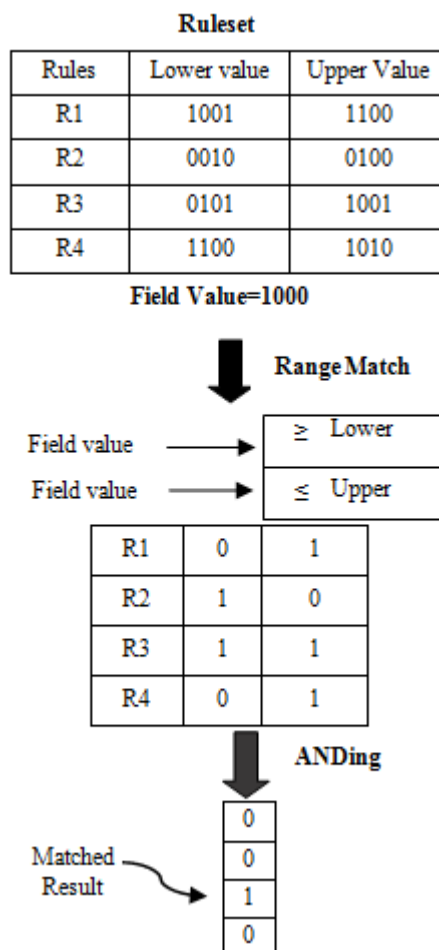 Ruleset
Rules Lower value Upper Value
R1 1001 1100
R2 0010 0100
R3 0101 1001
R4 1100 1010
Field Value=1000
Range Match
Field value ≥ Lower
Field value ≤ Upper
R1 0 1
R2 1 0
R3 1 1
R4 0 1
ANDing
0
0
Matched
Result
1
0